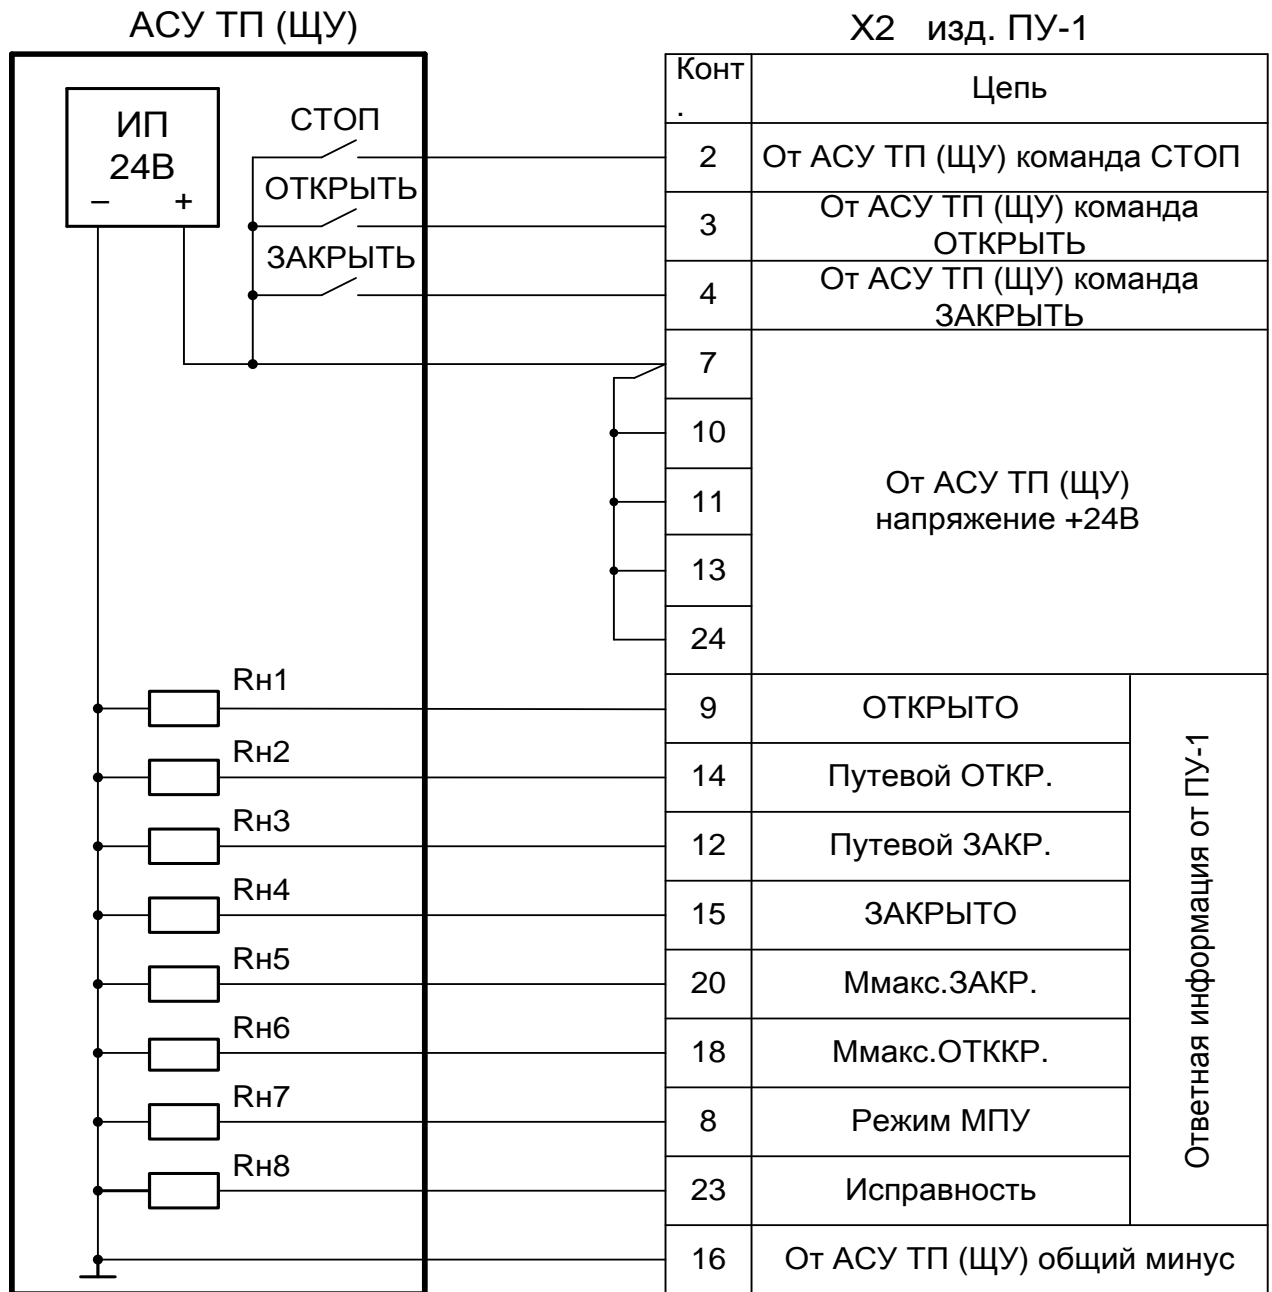 АСУ ТП (ЩУ)
X2 изд. ПУ-1
ИП
24В
– +
СТОП
ОТКРЫТЬ
ЗАКРЫТЬ
Конт
.
Цепь
2 От АСУ ТП (ЩУ) команда СТОП
3 От АСУ ТП (ЩУ) команда
ОТКРЫТЬ
4 От АСУ ТП (ЩУ) команда
ЗАКРЫТЬ
7
10
11
13
24
От АСУ ТП (ЩУ)
напряжение +24В
Rн1
9 ОТКРЫТО
Rн2
14 Путевой ОТКР.
Rн3
12 Путевой ЗАКР.
Rн4
15 ЗАКРЫТО
Rн5
20 Ммакс.ЗАКР.
Rн6
18 Ммакс.ОТККР.
Rн7
8 Режим МПУ
Rн8
23 Исправность
Ответная информация от ПУ-1
16 От АСУ ТП (ЩУ) общий минус